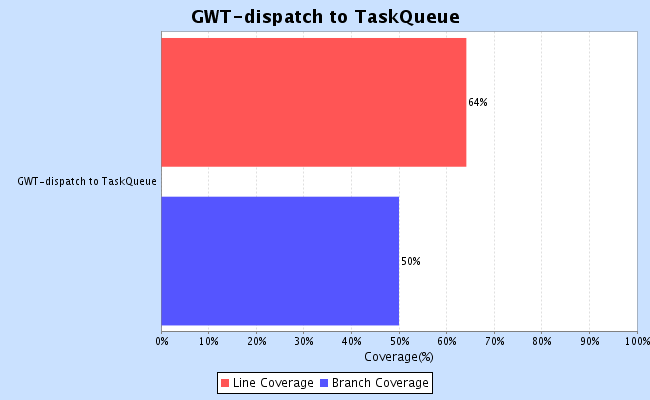 GWT-dispatch to TaskQueue
64%
GWT-dispatch to TaskQueue
50%
0% 10% 20% 30% 40% 50% 60% 70% 80% 90% 100%
Coverage(%)
Line Coverage Branch Coverage